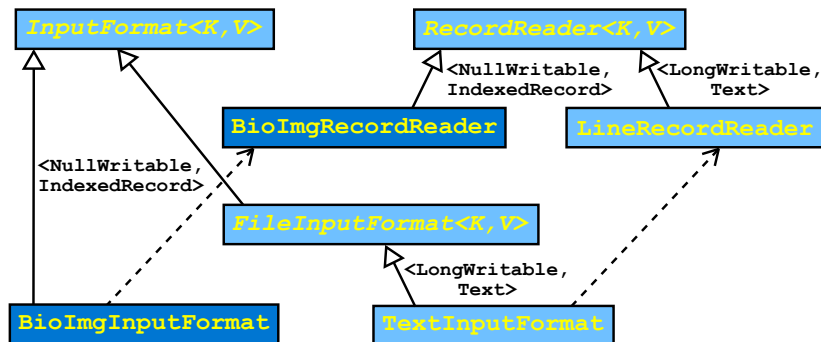 InputFormat<K,V>
RecordReader<K,V>
<NullWritable,
IndexedRecord>
<LongWritable,
Text>
BioImgRecordReader
LineRecordReader
<NullWritable,
IndexedRecord>
FileInputFormat<K,V>
<LongWritable,
Text>
BioImgInputFormat
TextInputFormat